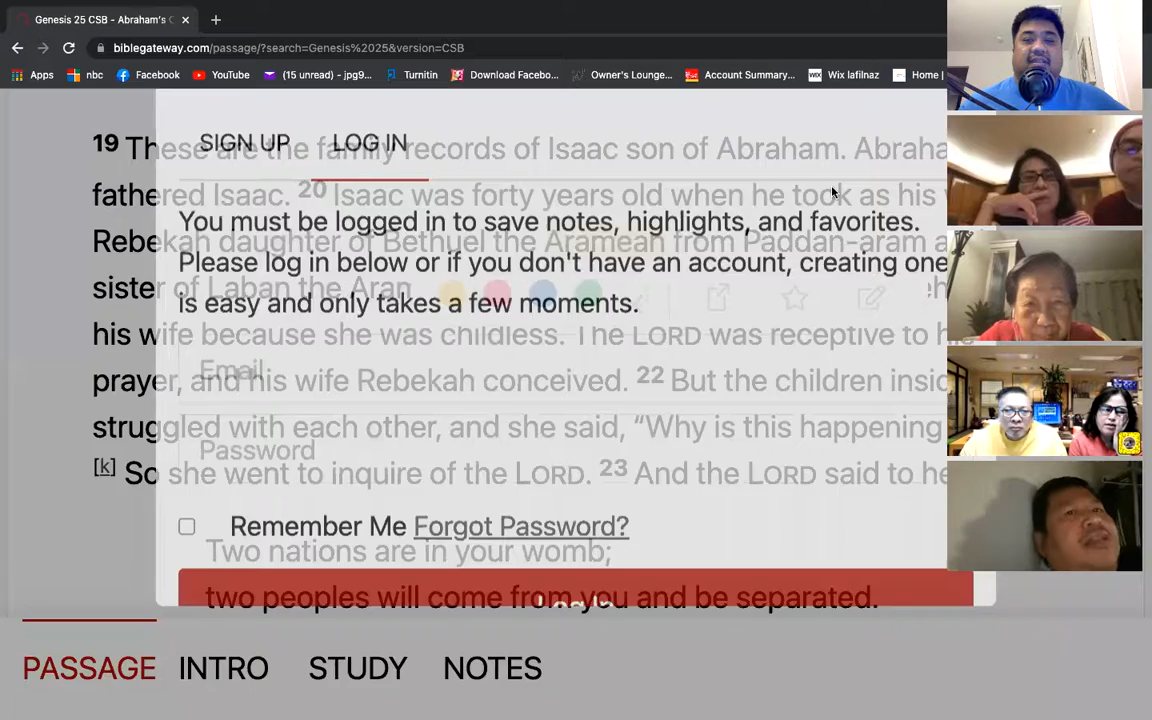 Genesis 25 CSB - Abraham's C
biblegateway.com/passage/?search=Genesis%2025&version=CSB
Apps nbc Facebook YouTube (15 unread) - jpg9... Turnitin Download Facebo... Owner's Lounge... Account Summary... WIX Wix lafilnaz Home |
SIGN UP LOG IN
19 These are the family records of Isaac son of Abraham. Abraha
fathered Isaac. 20 Isaac was forty years old when he took as his
You must be logged in to save notes, highlights, and favorites.
Rebekah daughter of Bethuel the Aramean from Paddan-aram a
Please log in below or if you don't have an account, creating one
sister of Laban the Aran
is easy and only takes a few moments.
his wife because she was childless. The LORD was receptive to his
Email
prayer, and his wife Rebekah conceived. 22 But the children insid
struggled with each other, and she said, “Why is this happening
Password
[k] So she went to inquire of the LORD. 23 And the LORD said to he
Remember Me Forgot Password?
Two nations are in your womb;
two peoples will come from you and be separated.
Log In
PASSAGE INTRO STUDY NOTES